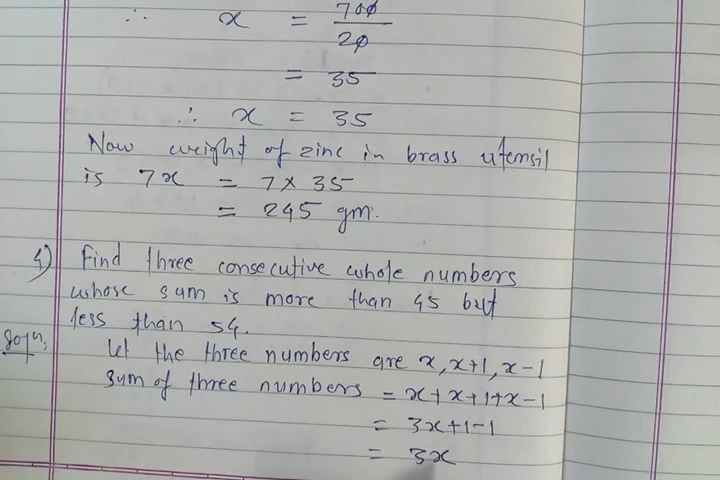 ∴ x = 700/20
= 35
∴ x = 35
Now weight of zinc in brass utensil
is 7x = 7 × 35
= 245 gm.
4) Find three consecutive whole numbers
whose sum is more than 45 but
less than 54.
Soln, Let the three numbers are x, x+1, x-1
Sum of three numbers = x+x+1+x-1
= 3x+1-1
= 3x